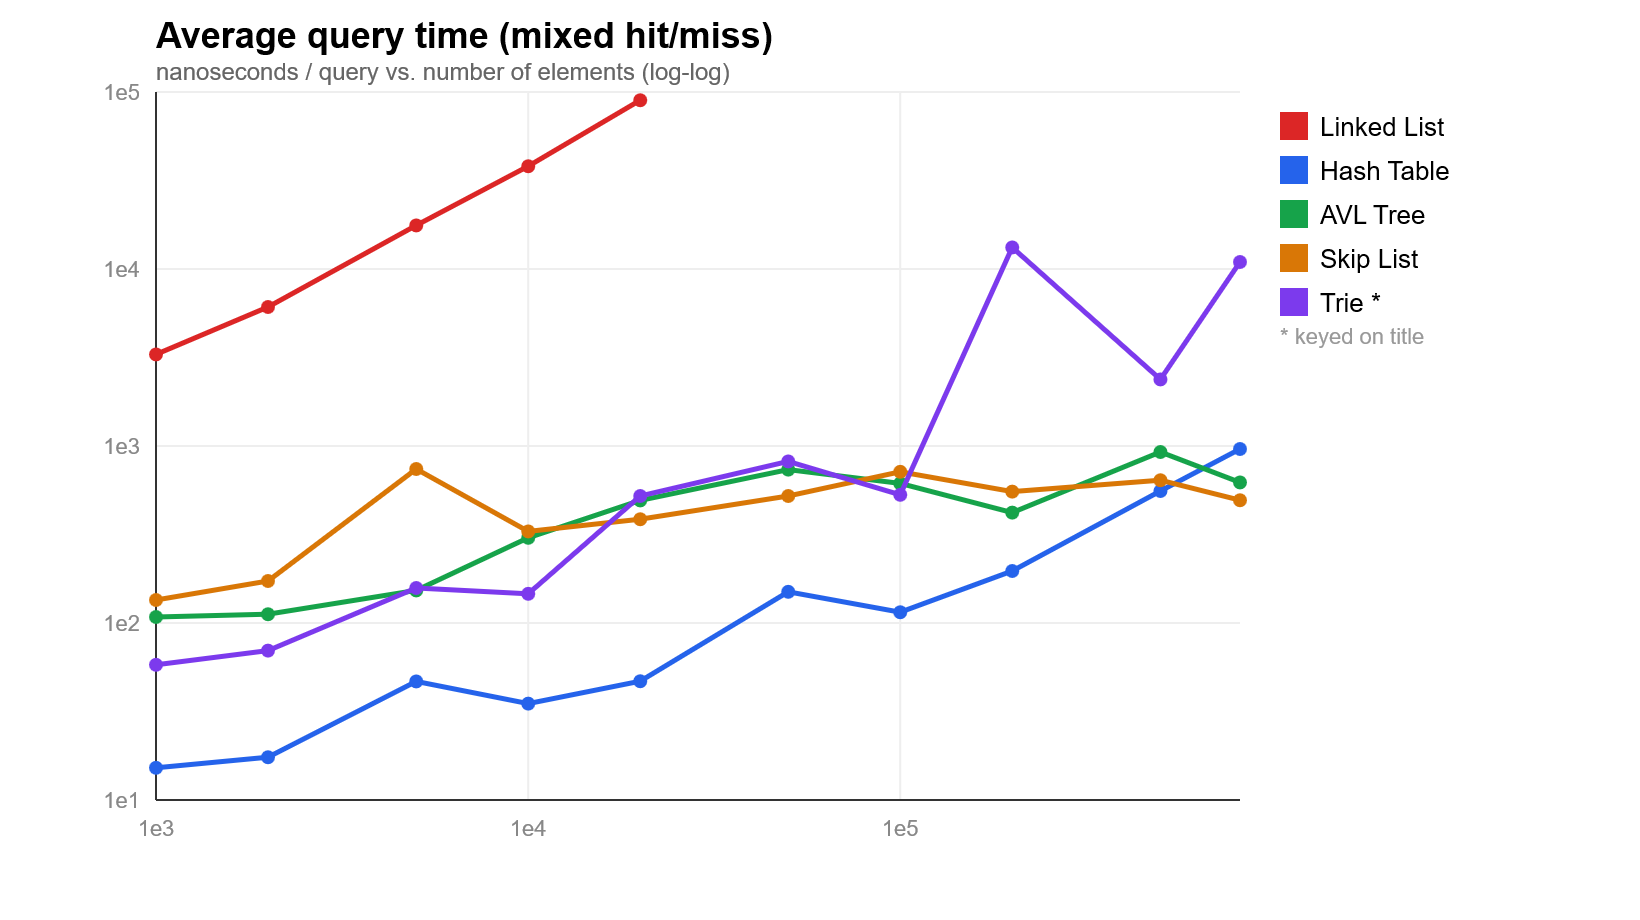 Average query time (mixed hit/miss)
nanoseconds / query vs. number of elements (log-log)
1e5
1e4
1e3
1e2
1e1
1e3
1e4
1e5
Linked List
Hash Table
AVL Tree
Skip List
Trie *
* keyed on title